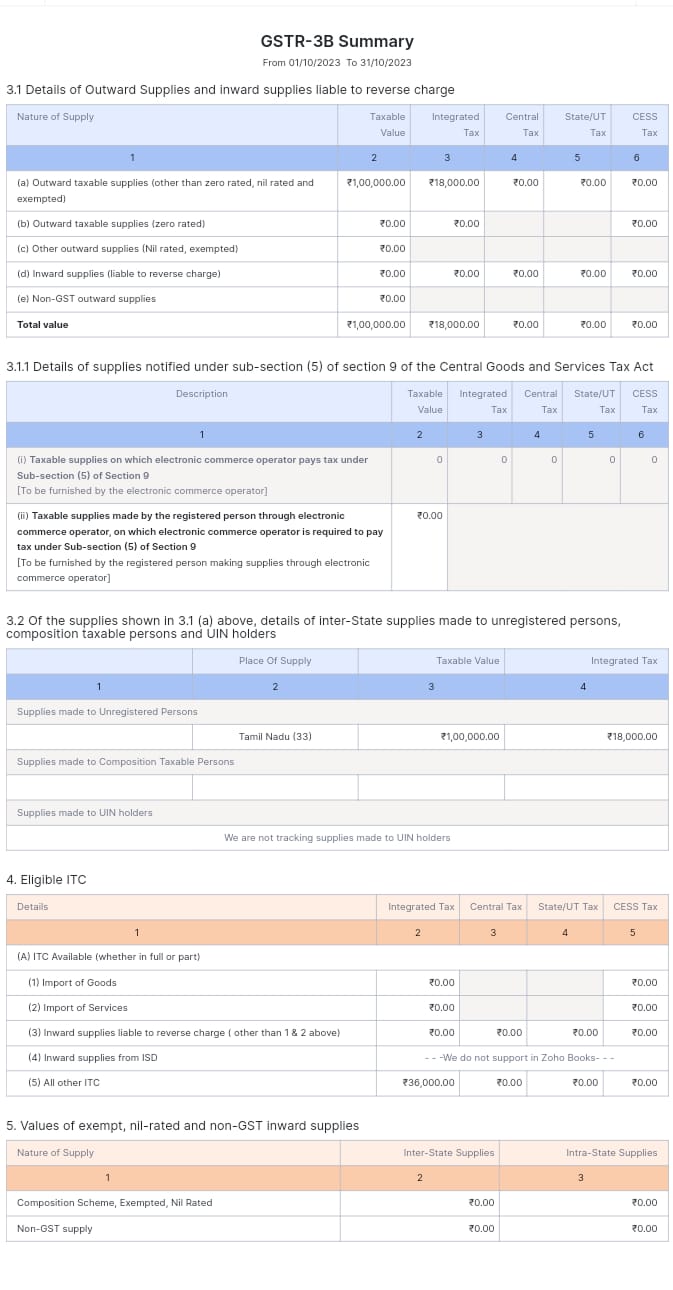 GSTR-3B Summary
From 01/10/2023 To 31/10/2023
3.1 Details of Outward Supplies and inward supplies liable to reverse charge
Nature of Supply Taxable Integrated Central State/UT CESS
Value Tax Tax Tax Tax
1 2 3 4 5 6
(a) Outward taxable supplies (other than zero rated, nil rated and ₹1,00,000.00 ₹18,000.00 ₹0.00 ₹0.00 ₹0.00
exempted)
(b) Outward taxable supplies (zero rated) ₹0.00 ₹0.00 ₹0.00
(c) Other outward supplies (Nil rated, exempted) ₹0.00
(d) Inward supplies (liable to reverse charge) ₹0.00 ₹0.00 ₹0.00 ₹0.00 ₹0.00
(e) Non-GST outward supplies ₹0.00
Total value ₹1,00,000.00 ₹18,000.00 ₹0.00 ₹0.00 ₹0.00
3.1.1 Details of supplies notified under sub-section (5) of section 9 of the Central Goods and Services Tax Act
Description Taxable Integrated Central State/UT CESS
Value Tax Tax Tax Tax
1 2 3 4 5 6
(i) Taxable supplies on which electronic commerce operator pays tax under 0 0 0 0 0
Sub-section (5) of Section 9
[To be furnished by the electronic commerce operator]
(ii) Taxable supplies made by the registered person through electronic ₹0.00
commerce operator, on which electronic commerce operator is required to pay
tax under Sub-section (5) of Section 9
[To be furnished by the registered person making supplies through electronic
commerce operator]
3.2 Of the supplies shown in 3.1 (a) above, details of inter-State supplies made to unregistered persons,
composition taxable persons and UIN holders
Place Of Supply Taxable Value Integrated Tax
1 2 3 4
Supplies made to Unregistered Persons
Tamil Nadu (33) ₹1,00,000.00 ₹18,000.00
Supplies made to Composition Taxable Persons
Supplies made to UIN holders
We are not tracking supplies made to UIN holders
4. Eligible ITC
Details Integrated Tax Central Tax State/UT Tax CESS Tax
1 2 3 4 5
(A) ITC Available (whether in full or part)
(1) Import of Goods ₹0.00 ₹0.00
(2) Import of Services ₹0.00 ₹0.00
(3) Inward supplies liable to reverse charge ( other than 1 & 2 above) ₹0.00 ₹0.00 ₹0.00 ₹0.00
(4) Inward supplies from ISD - - -We do not support in Zoho Books- - -
(5) All other ITC ₹36,000.00 ₹0.00 ₹0.00 ₹0.00
5. Values of exempt, nil-rated and non-GST inward supplies
Nature of Supply Inter-State Supplies Intra-State Supplies
1 2 3
Composition Scheme, Exempted, Nil Rated ₹0.00 ₹0.00
Non-GST supply ₹0.00 ₹0.00